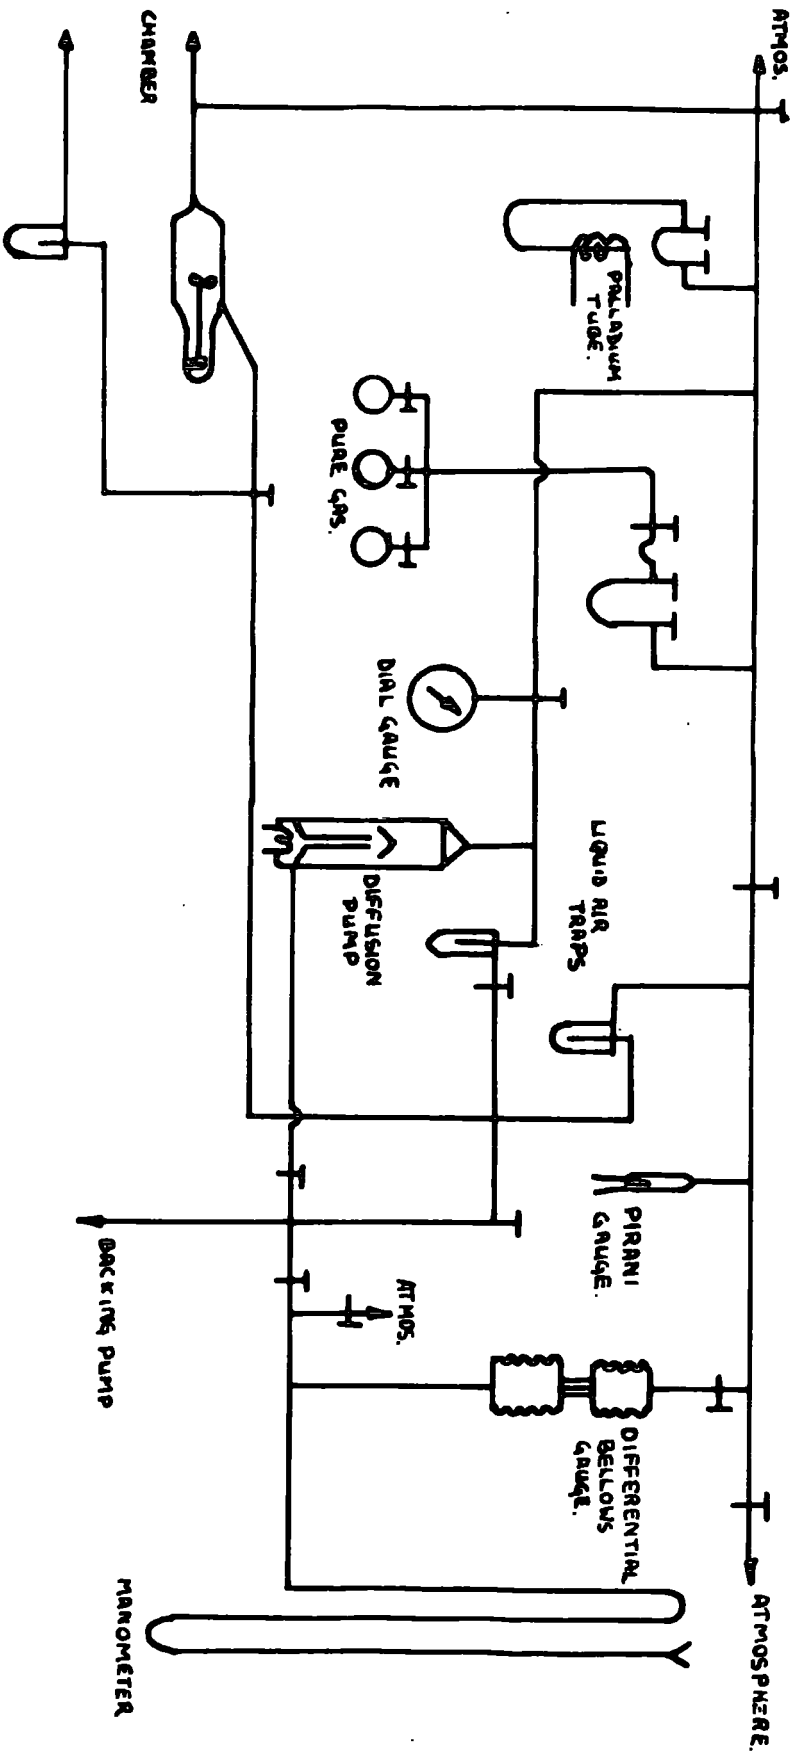 ATMOS.
CHAMBER
PALLADIUM
TUBE.
PURE GAS.
DIAL GAUGE
LIQUID AIR
TRAPS
DIFFUSION
PUMP
PIRANI
GAUGE.
ATMOS.
BACKING PUMP
DIFFERENTIAL
BELLOWS
GAUGE.
ATMOSPHERE.
MANOMETER